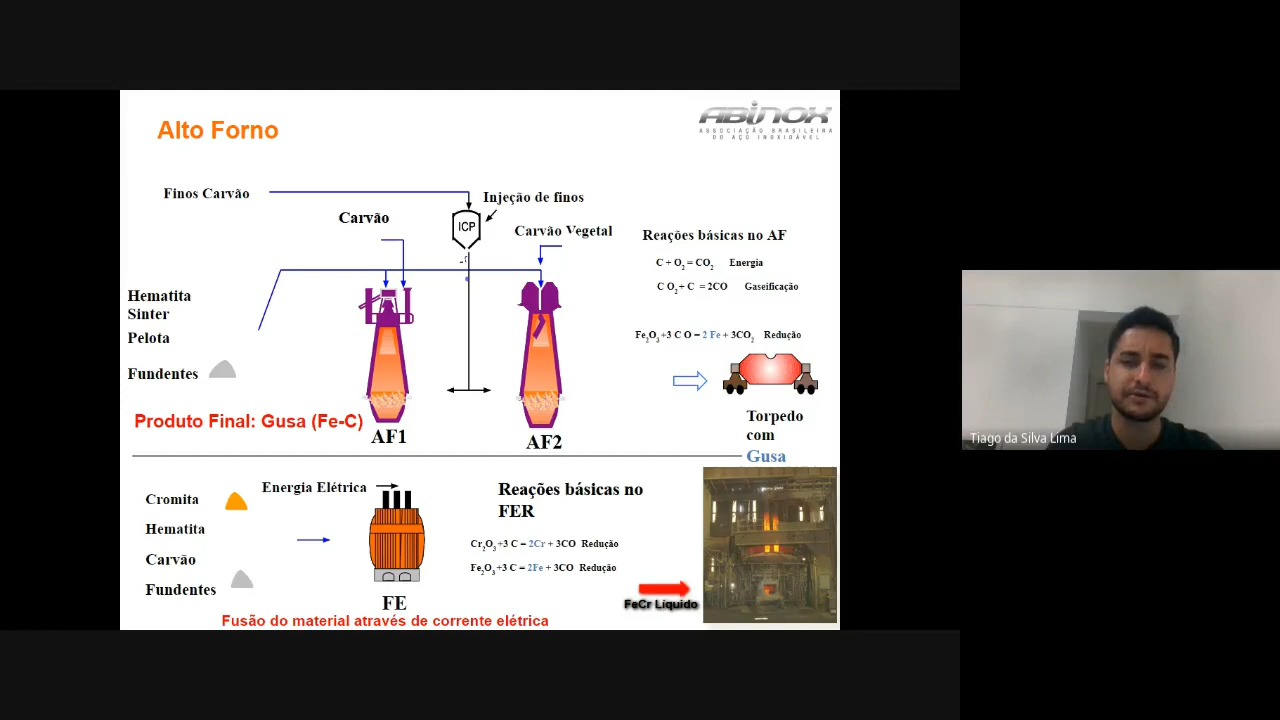 Alto Forno
ABINOX
ASSOCIAÇÃO BRASILEIRA
DO AÇO INOXIDÁVEL
Finos Carvão
Injeção de finos
Carvão
ICP
Carvão Vegetal
Reações básicas no AF
C + O2 = CO2 Energia
C O2 + C = 2CO Gaseificação
Hematita
Sinter
Pelota
Fe2O3 +3 C O = 2 Fe + 3CO2 Redução
Fundentes
Produto Final: Gusa (Fe-C)
AF1
AF2
Torpedo
com
Gusa
Tiago da Silva Lima
Cromita
Energia Elétrica
Reações básicas no
FER
Hematita
Carvão
Fundentes
Cr2O3 +3 C = 2Cr + 3CO Redução
Fe2O3 +3 C = 2Fe + 3CO Redução
FE
FeCr Líquido
Fusão do material através de corrente elétrica